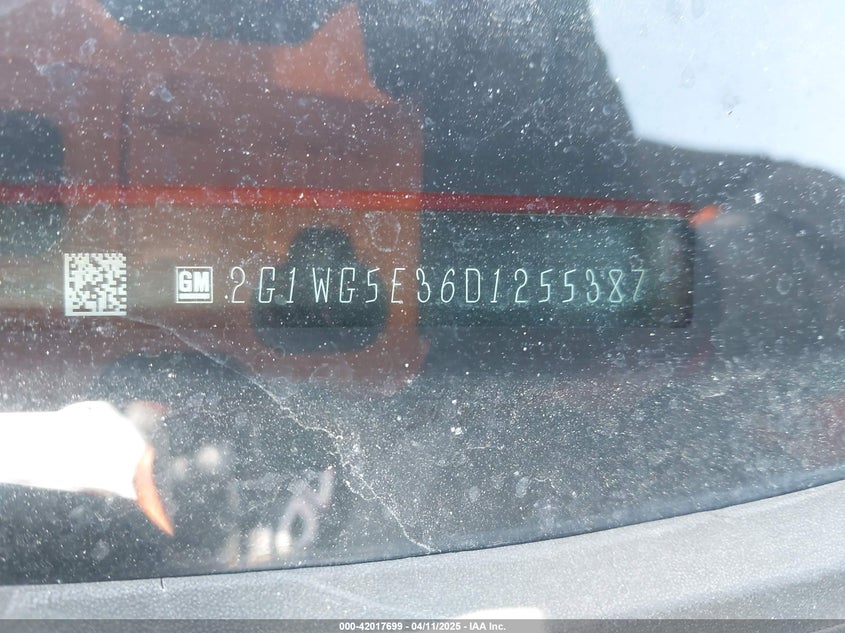 GM 2G1WG5E36D1255387
000-42017699 - 04/11/2025 - IAA Inc.